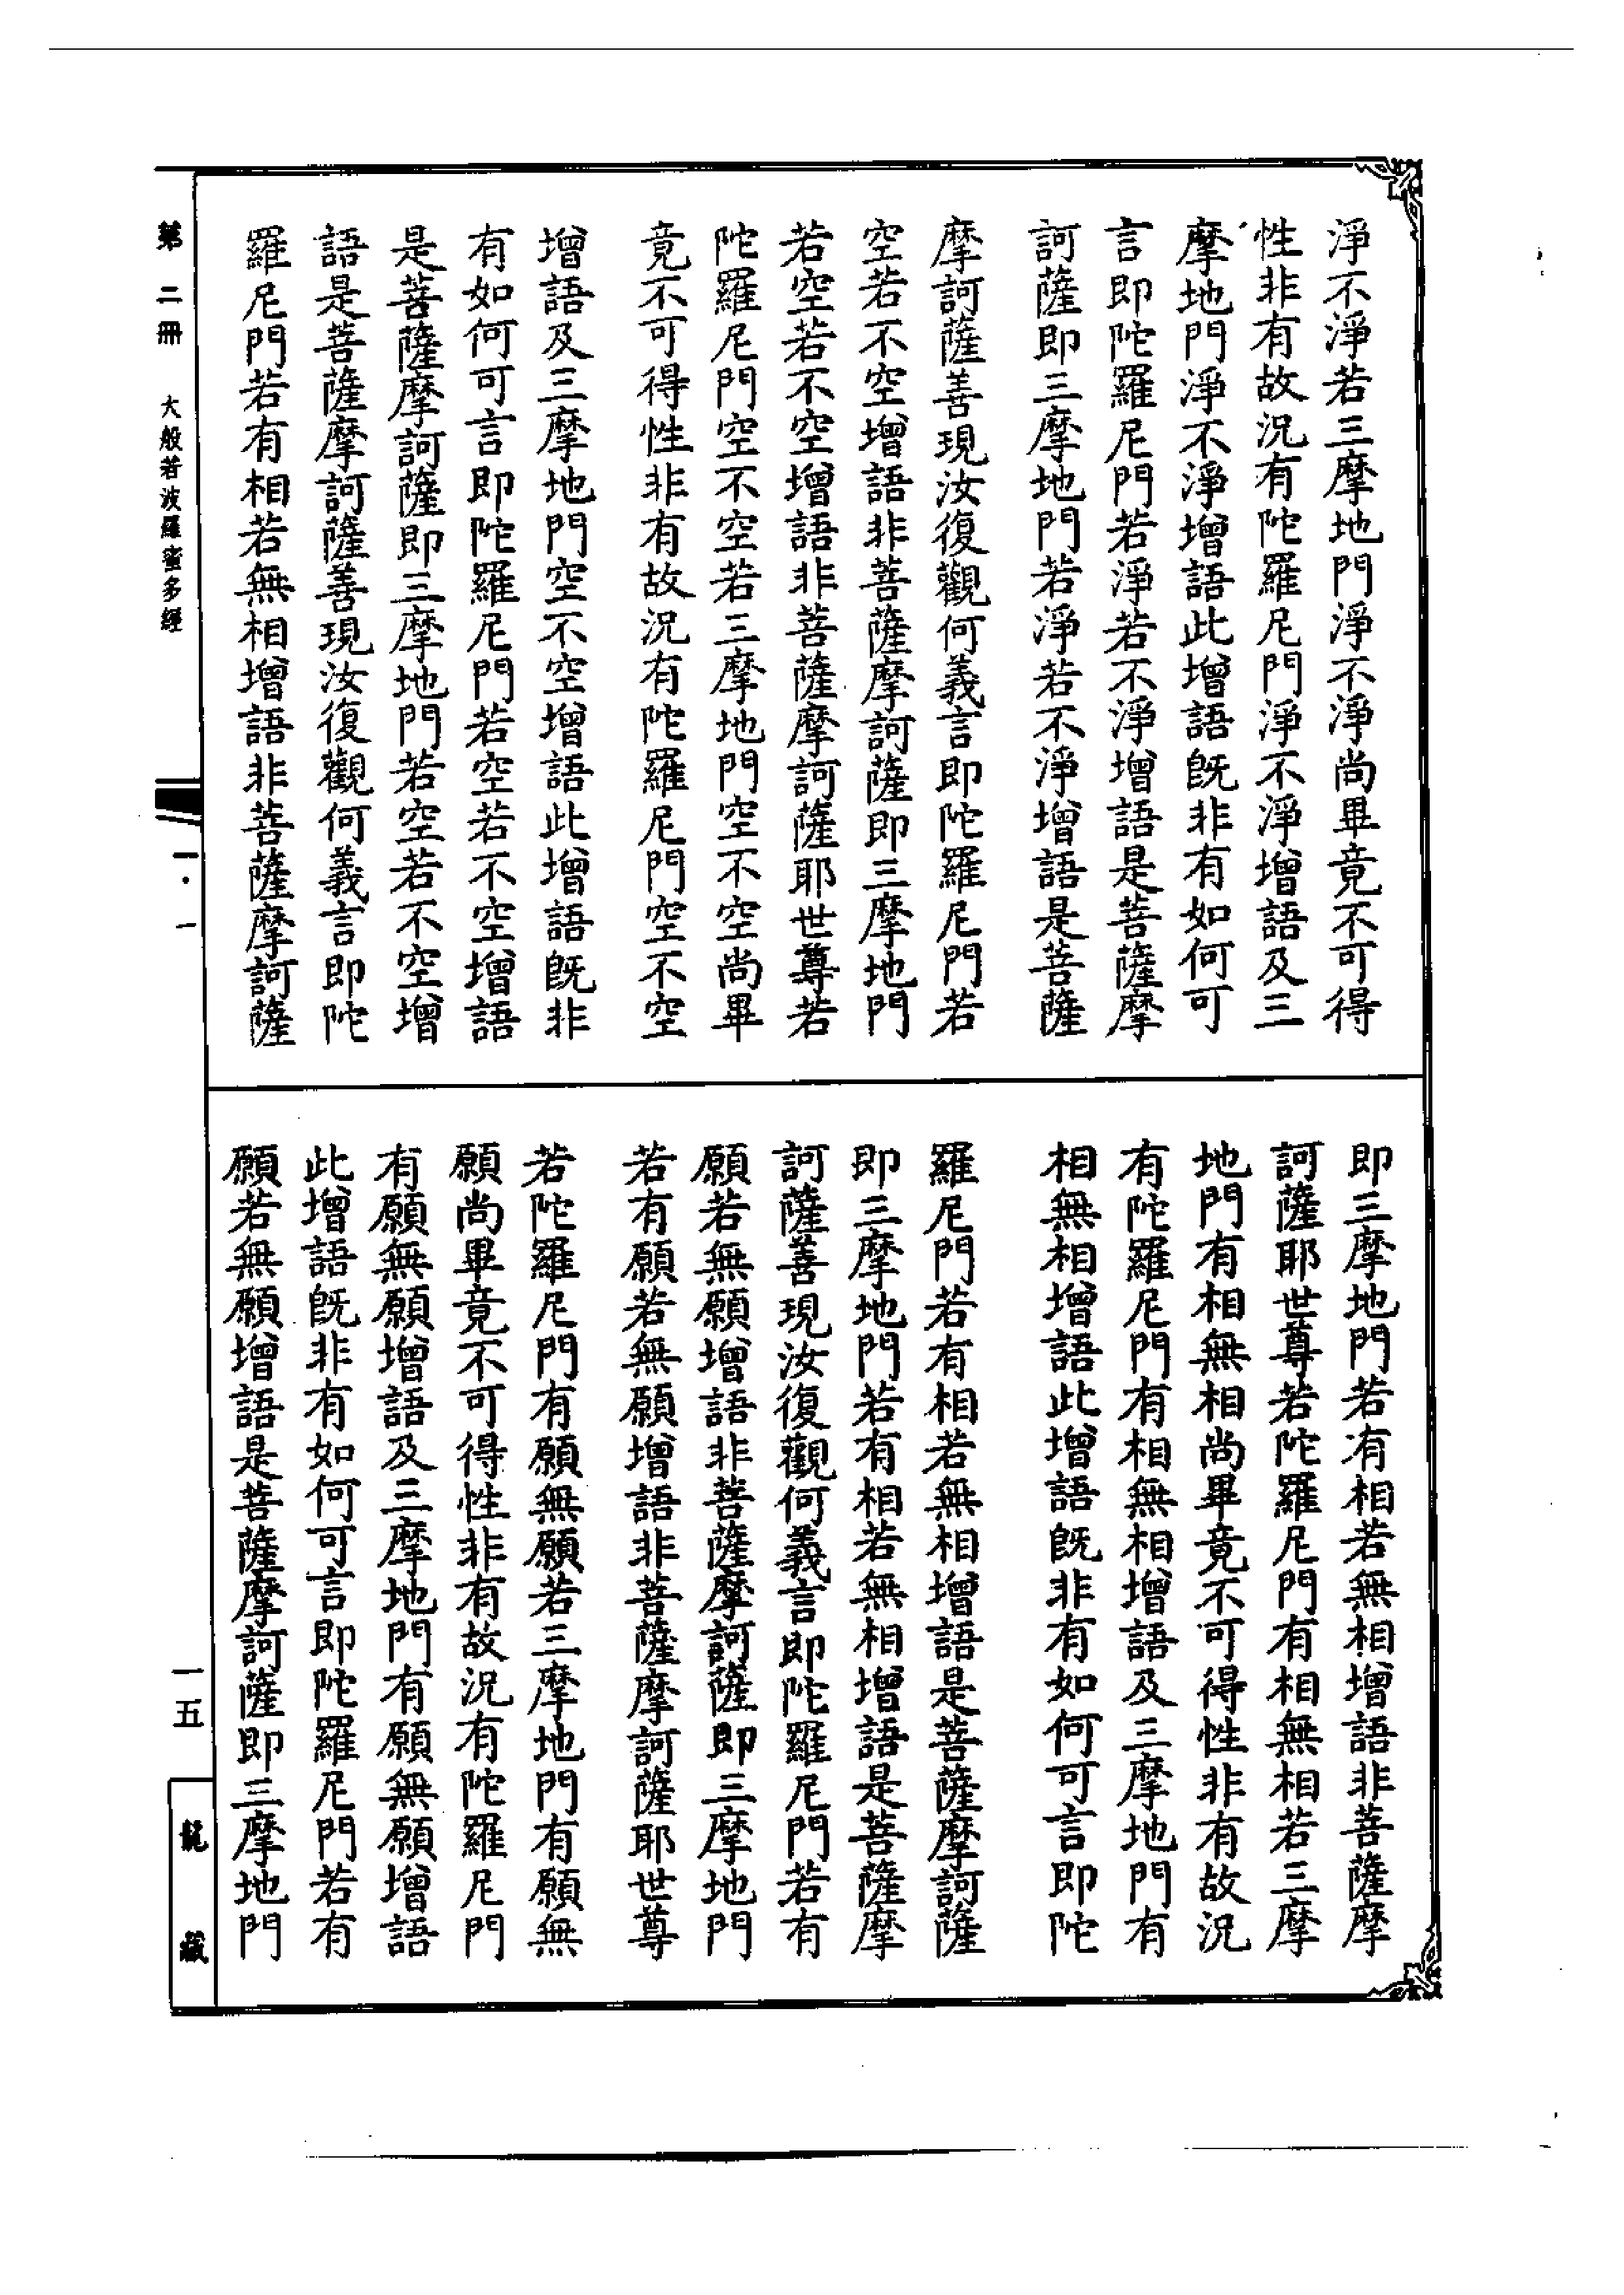 淨不淨若三摩地門淨不淨尚畢竟不可得
性非有故況有陀羅尼門淨不淨增語及三
摩地門淨不淨增語此增語既非有如何可
言即陀羅尼門若淨若不淨增語是菩薩摩
訶薩即三摩地門若淨若不淨增語是菩薩
摩訶薩善現汝復觀何義言即陀羅尼門若
空若不空增語非菩薩摩訶薩即三摩地門
若空若不空增語非菩薩摩訶薩耶世尊若
陀羅尼門空不空若三摩地門空不空尚畢
竟不可得性非有故況有陀羅尼門空不空
增語及三摩地門空不空增語此增語既非
有如何可言即陀羅尼門若空若不空增語
是菩薩摩訶薩即三摩地門若空若不空增
語是菩薩摩訶薩善現汝復觀何義言即陀
羅尼門若有相若無相增語非菩薩摩訶薩
即三摩地門若有相若無相增語非菩薩摩
訶薩耶世尊若陀羅尼門有相無相若三摩
地門有相無相尚畢竟不可得性非有故況
有陀羅尼門有相無相增語及三摩地門有
相無相增語此增語既非有如何可言即陀
羅尼門若有相若無相增語是菩薩摩訶薩
即三摩地門若有相若無相增語是菩薩摩
訶薩善現汝復觀何義言即陀羅尼門若有
願若無願增語非菩薩摩訶薩即三摩地門
若有願若無願增語非菩薩摩訶薩耶世尊
若陀羅尼門有願無願若三摩地門有願無
願尚畢竟不可得性非有故況有陀羅尼門
有願無願增語及三摩地門有願無願增語
此增語既非有如何可言即陀羅尼門若有
願若無願增語是菩薩摩訶薩即三摩地門
第二冊 大般若波羅蜜多經 一·一 一五 龍藏